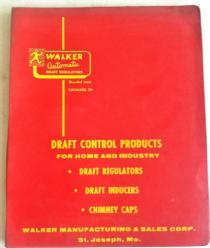 WALKER
Automatic
DRAFT REGULATORS
CATALOG
DRAFT CONTROL PRODUCTS
FOR HOME AND INDUSTRY
• DRAFT REGULATORS
• DRAFT INDUCERS
• CHIMNEY CAPS
WALKER MANUFACTURING & SALES CORP.
St. Joseph, Mo.